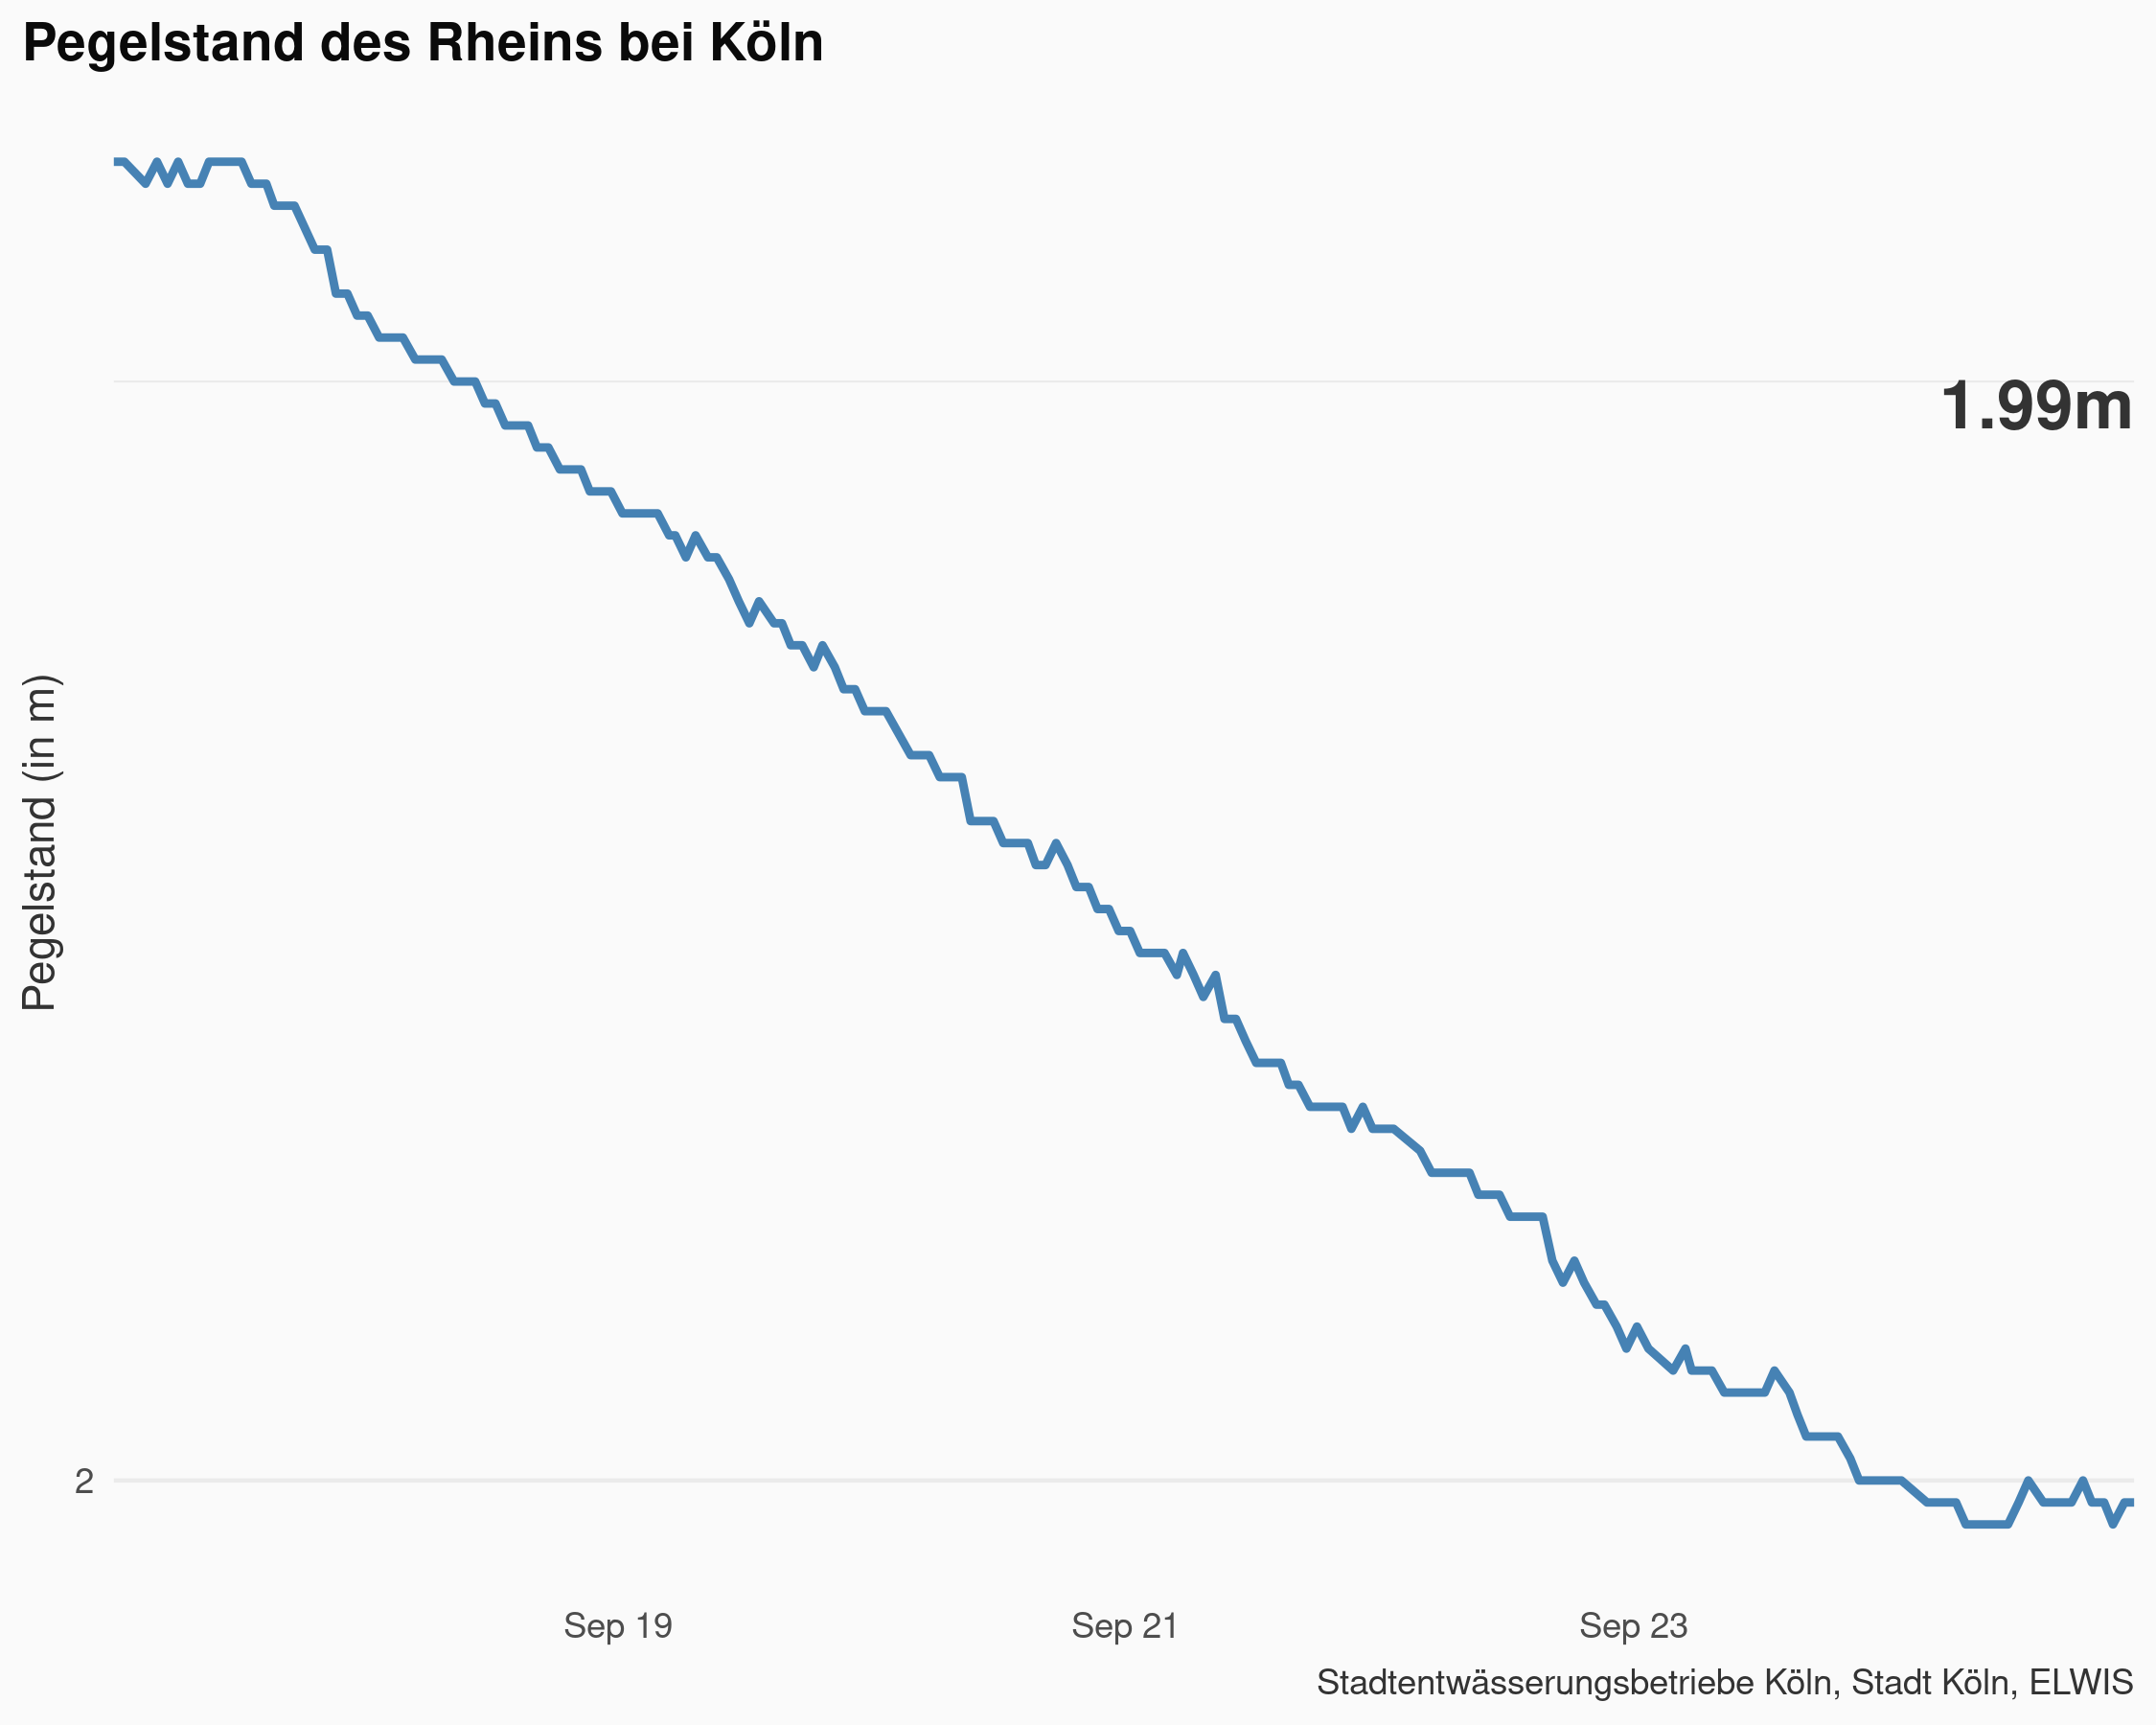 Pegelstand des Rheins bei Köln
1.99m
Pegelstand (in m)
2
Sep 19
Sep 21
Sep 23
Stadtentwässerungsbetriebe Köln, Stadt Köln, ELWIS